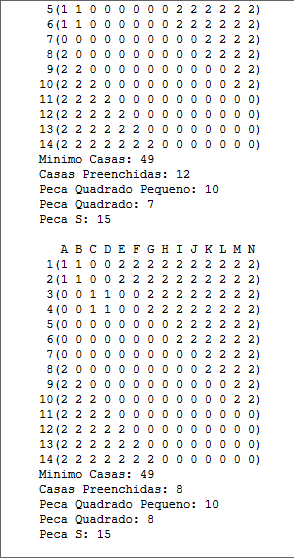 5(1 1 0 0 0 0 0 0 2 2 2 2 2 2)
6(1 1 0 0 0 0 0 0 2 2 2 2 2 2)
7(0 0 0 0 0 0 0 0 0 0 2 2 2 2)
8(2 0 0 0 0 0 0 0 0 0 2 2 2 2)
9(2 2 0 0 0 0 0 0 0 0 0 0 2 2)
10(2 2 2 0 0 0 0 0 0 0 0 0 2 2)
11(2 2 2 2 0 0 0 0 0 0 0 0 0 0)
12(2 2 2 2 2 0 0 0 0 0 0 0 0 0)
13(2 2 2 2 2 2 0 0 0 0 0 0 0 0)
14(2 2 2 2 2 2 2 0 0 0 0 0 0 0)
Minimo Casas: 49
Casas Preenchidas: 12
Peca Quadrado Pequeno: 10
Peca Quadrado: 7
Peca S: 15
A B C D E F G H I J K L M N
1(1 1 0 0 2 2 2 2 2 2 2 2 2 2)
2(1 1 0 0 2 2 2 2 2 2 2 2 2 2)
3(0 0 1 1 0 0 2 2 2 2 2 2 2 2)
4(0 0 1 1 0 0 2 2 2 2 2 2 2 2)
5(0 0 0 0 0 0 0 0 2 2 2 2 2 2)
6(0 0 0 0 0 0 0 0 2 2 2 2 2 2)
7(0 0 0 0 0 0 0 0 0 0 2 2 2 2)
8(2 0 0 0 0 0 0 0 0 0 2 2 2 2)
9(2 2 0 0 0 0 0 0 0 0 0 0 2 2)
10(2 2 2 0 0 0 0 0 0 0 0 0 2 2)
11(2 2 2 2 0 0 0 0 0 0 0 0 0 0)
12(2 2 2 2 2 0 0 0 0 0 0 0 0 0)
13(2 2 2 2 2 2 0 0 0 0 0 0 0 0)
14(2 2 2 2 2 2 2 0 0 0 0 0 0 0)
Minimo Casas: 49
Casas Preenchidas: 8
Peca Quadrado Pequeno: 10
Peca Quadrado: 8
Peca S: 15